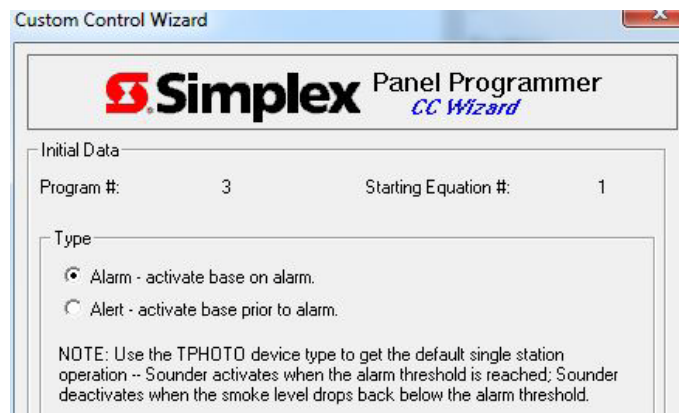 Custom Control Wizard
Simplex Panel Programmer
CC Wizard
Initial Data
Program #: 3 Starting Equation #: 1
Type
Alarm - activate base on alarm.
Alert - activate base prior to alarm.
NOTE: Use the TPHOTO device type to get the default single station
operation -- Sounder activates when the alarm threshold is reached; Sounder
deactivates when the smoke level drops back below the alarm threshold.